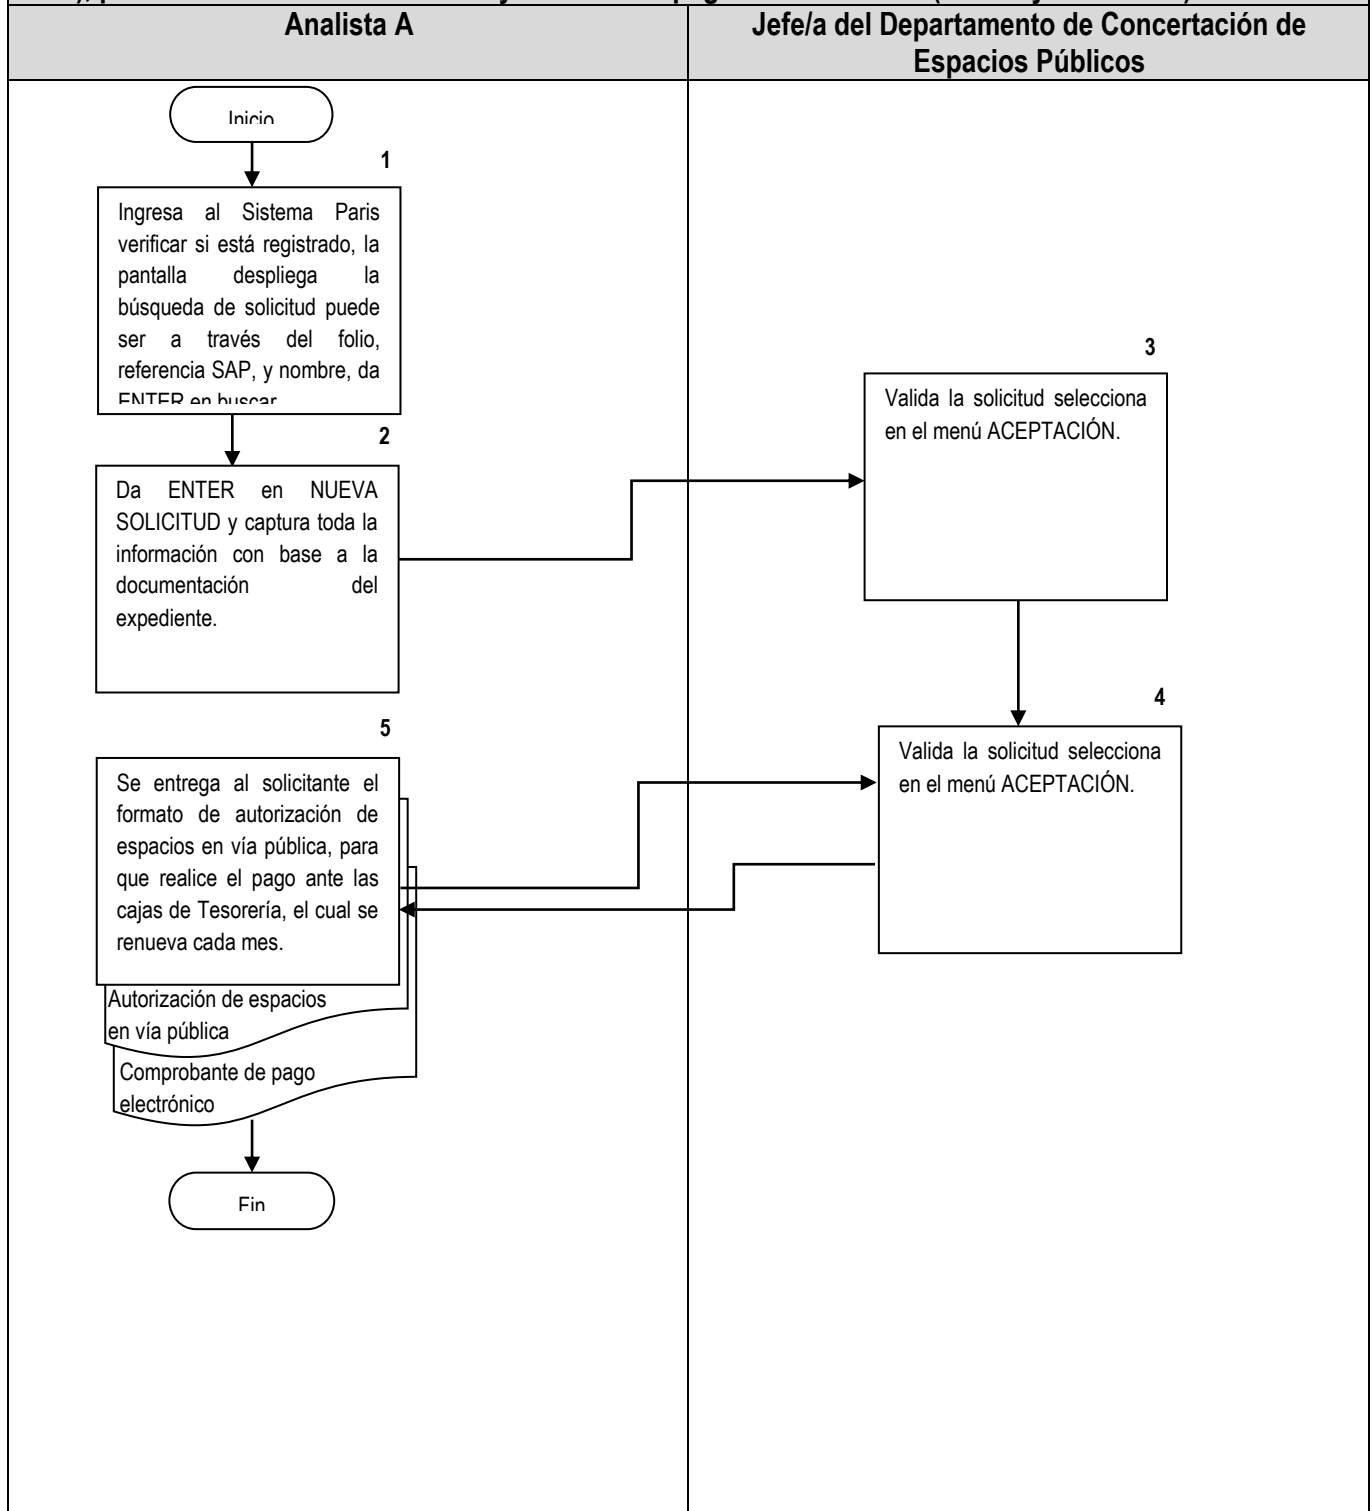 Analista A
Jefe/a del Departamento de Concertación de
Espacios Públicos
Inicio
1
Ingresa al Sistema Paris
verificar si está registrado, la
pantalla despliega la
búsqueda de solicitud puede
ser a través del folio,
referencia SAP, y nombre, da
ENTER en buscar
2
Da ENTER en NUEVA
SOLICITUD y captura toda la
información con base a la
documentación del
expediente.
3
Valida la solicitud selecciona
en el menú ACEPTACIÓN.
4
Valida la solicitud selecciona
en el menú ACEPTACIÓN.
5
Se entrega al solicitante el
formato de autorización de
espacios en vía pública, para
que realice el pago ante las
cajas de Tesorería, el cual se
renueva cada mes.
Autorización de espacios
en vía pública
Comprobante de pago
electrónico
Fin